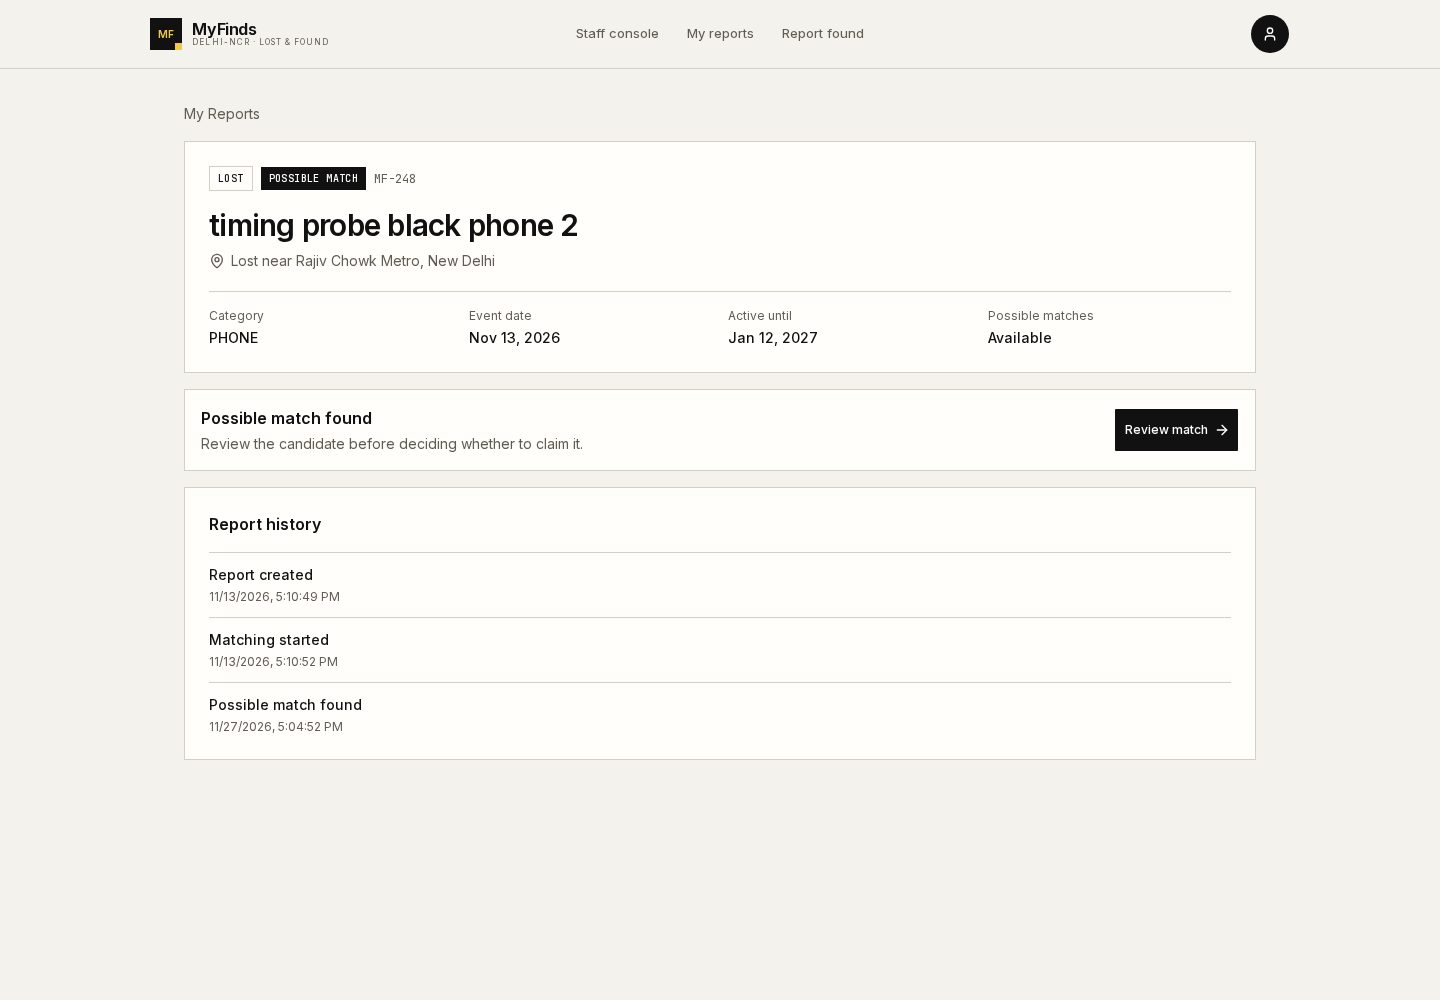 MF
MyFinds
DELHI-NCR · LOST & FOUND
Staff console
My reports
Report found
My Reports
LOST
POSSIBLE MATCH
MF-248
timing probe black phone 2
Lost near Rajiv Chowk Metro, New Delhi
Category
PHONE
Event date
Nov 13, 2026
Active until
Jan 12, 2027
Possible matches
Available
Possible match found
Review the candidate before deciding whether to claim it.
Review match
Report history
Report created
11/13/2026, 5:10:49 PM
Matching started
11/13/2026, 5:10:52 PM
Possible match found
11/27/2026, 5:04:52 PM